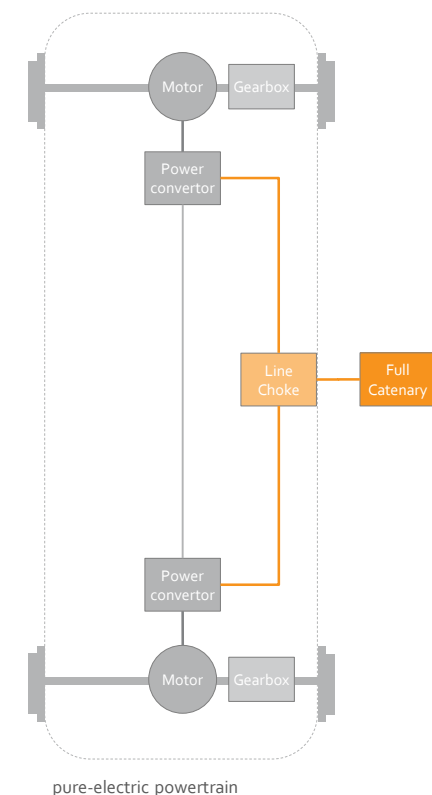 Motor
Gearbox
Power
convertor
Line
Choke
Full
Catenary
Power
convertor
Motor
Gearbox
pure-electric powertrain